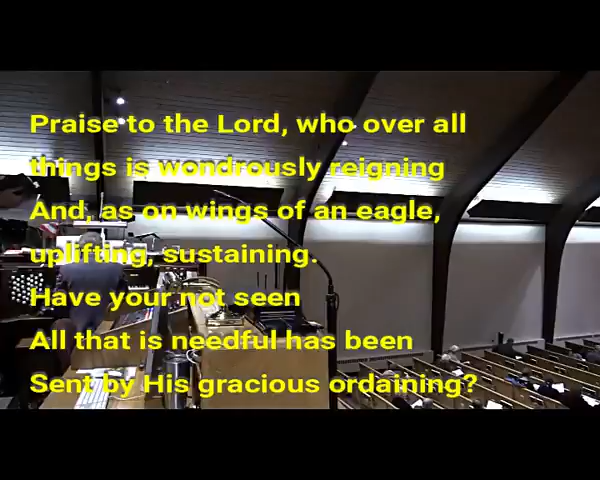 Praise to the Lord, who over all
things is wondrously reigning
And, as on wings of an eagle,
uplifting, sustaining.
Have your not seen
All that is needful has been
Sent by His gracious ordaining?